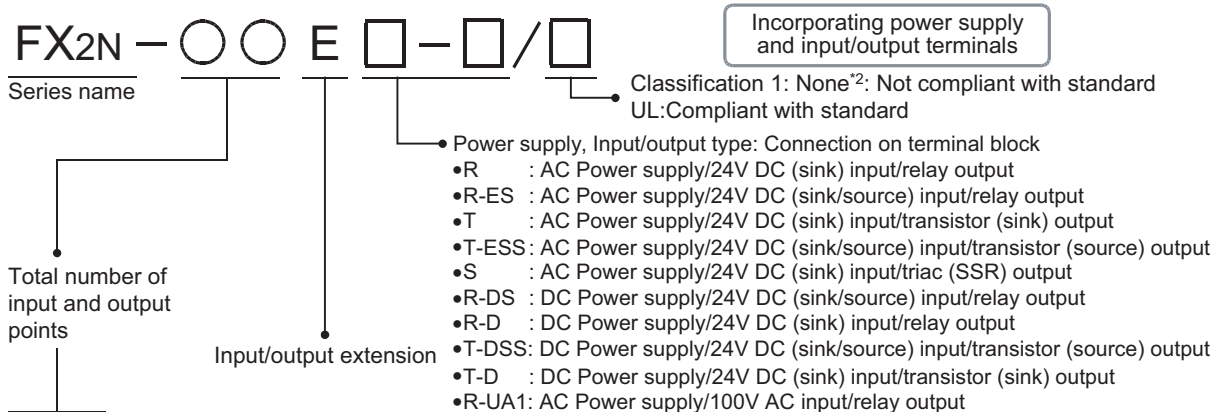 FX2N – ○ ○ E □ – □ / □
Series name
Incorporating power supply
and input/output terminals
Classification 1: None*2: Not compliant with standard
UL:Compliant with standard
Power supply, Input/output type: Connection on terminal block
•R : AC Power supply/24V DC (sink) input/relay output
•R-ES : AC Power supply/24V DC (sink/source) input/relay output
•T : AC Power supply/24V DC (sink) input/transistor (sink) output
•T-ESS: AC Power supply/24V DC (sink/source) input/transistor (source) output
•S : AC Power supply/24V DC (sink) input/triac (SSR) output
•R-DS : DC Power supply/24V DC (sink/source) input/relay output
•R-D : DC Power supply/24V DC (sink) input/relay output
•T-DSS: DC Power supply/24V DC (sink/source) input/transistor (source) output
•T-D : DC Power supply/24V DC (sink) input/transistor (sink) output
•R-UA1: AC Power supply/100V AC input/relay output
Total number of
input and output
points
Input/output extension